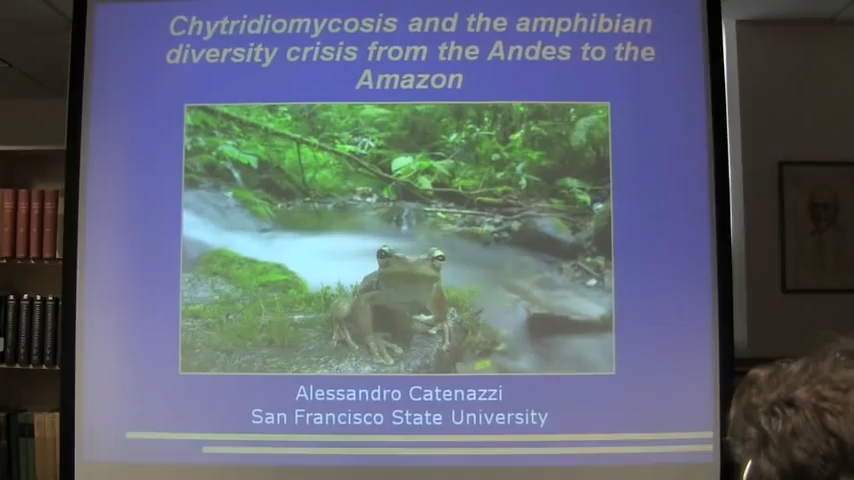 Chytridiomycosis and the amphibian
diversity crisis from the Andes to the
Amazon
Alessandro Catenazzi
San Francisco State University